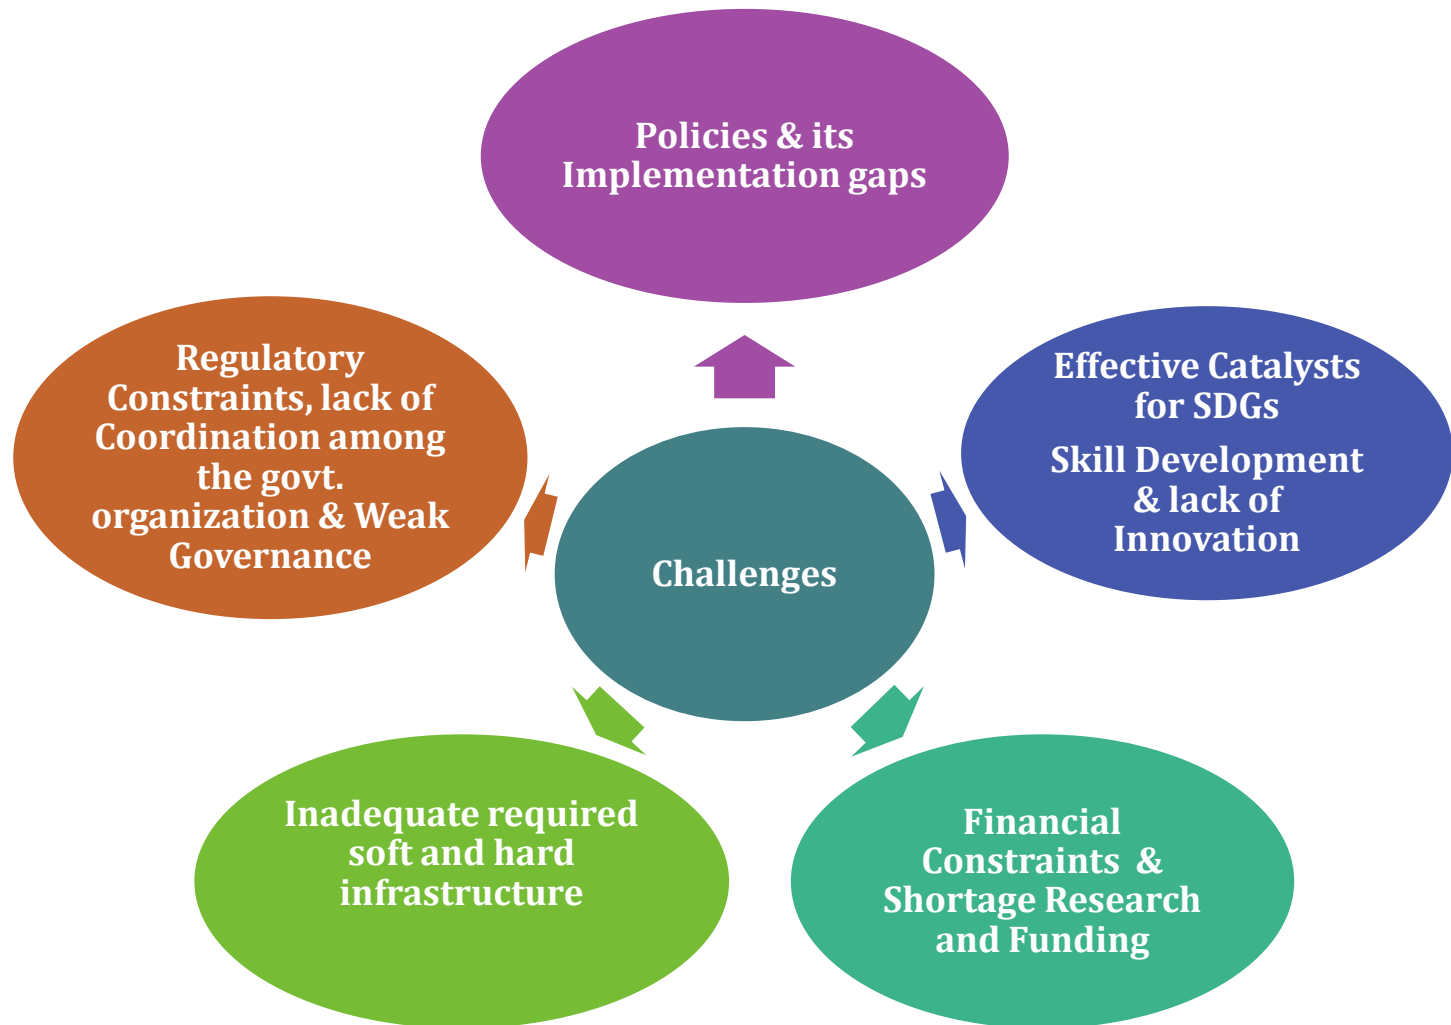 Policies & its
Implementation gaps
Regulatory
Constraints, lack of
Coordination among
the govt.
organization & Weak
Governance
Effective Catalysts
for SDGs
Skill Development
& lack of
Innovation
Challenges
Inadequate required
soft and hard
infrastructure
Financial
Constraints  &
Shortage Research
and Funding